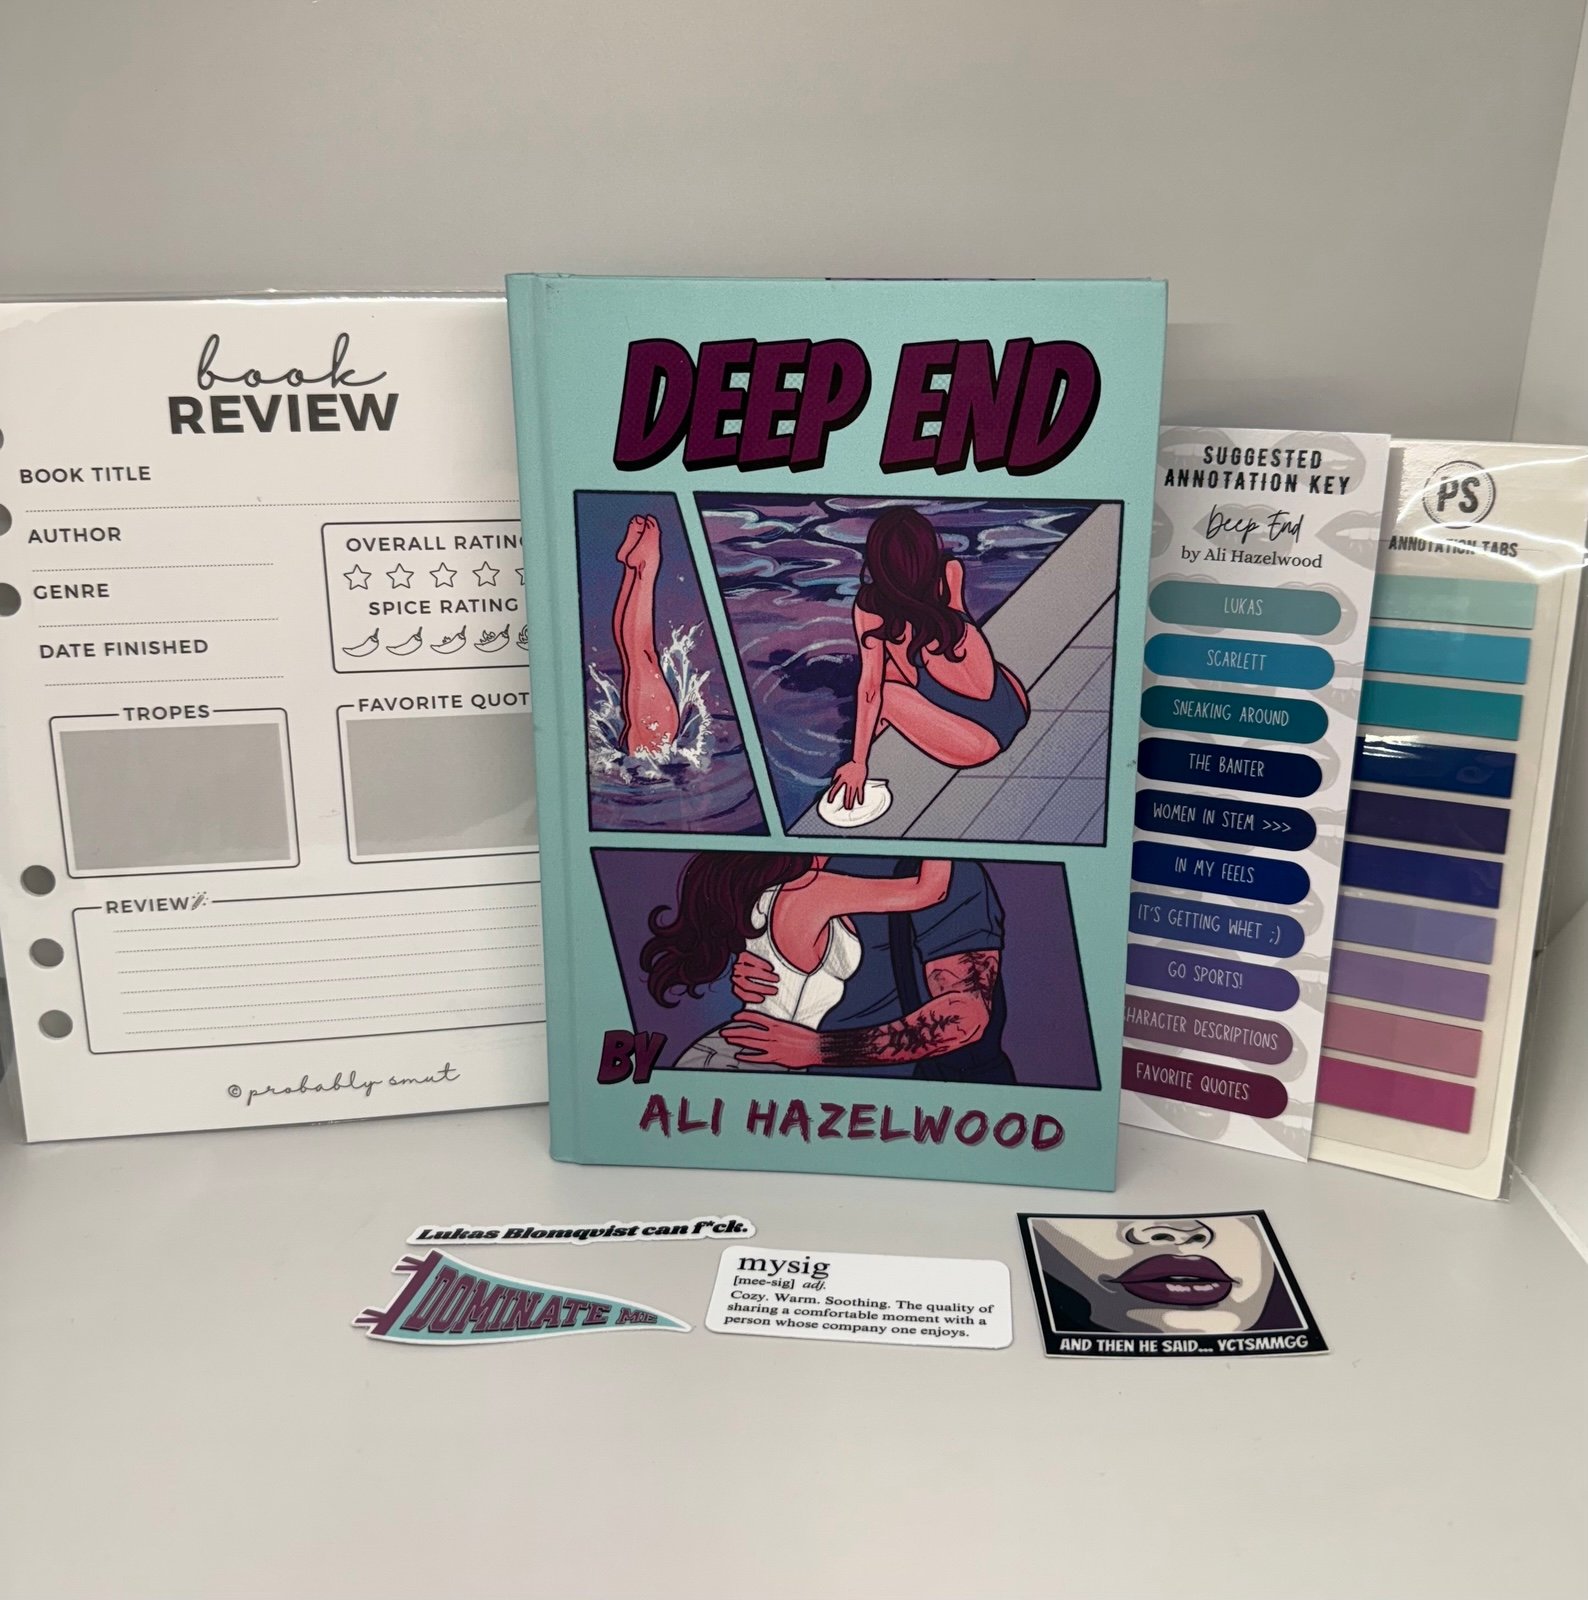 book
REVIEW
BOOK TITLE
AUTHOR
GENRE
DATE FINISHED
OVERALL RATING
SPICE RATING
TROPES
FAVORITE QUOT
REVIEW
© probably smut
DEEP END
BY
ALI HAZELWOOD
SUGGESTED
ANNOTATION KEY
Deep End
by Ali Hazelwood
LUKAS
SCARLETT
SNEAKING AROUND
THE BANTER
WOMEN IN STEM >>>
IN MY FEELS
IT'S GETTING WHET ;)
GO SPORTS!
CHARACTER DESCRIPTIONS
FAVORITE QUOTES
PS
ANNOTATION TABS
Lukas Blomqvist can f*ck.
DOMINATE ME
mysig
[mee-sig] adj.
Cozy. Warm. Soothing. The quality of
sharing a comfortable moment with a
person whose company one enjoys.
AND THEN HE SAID... YCTSMMGG